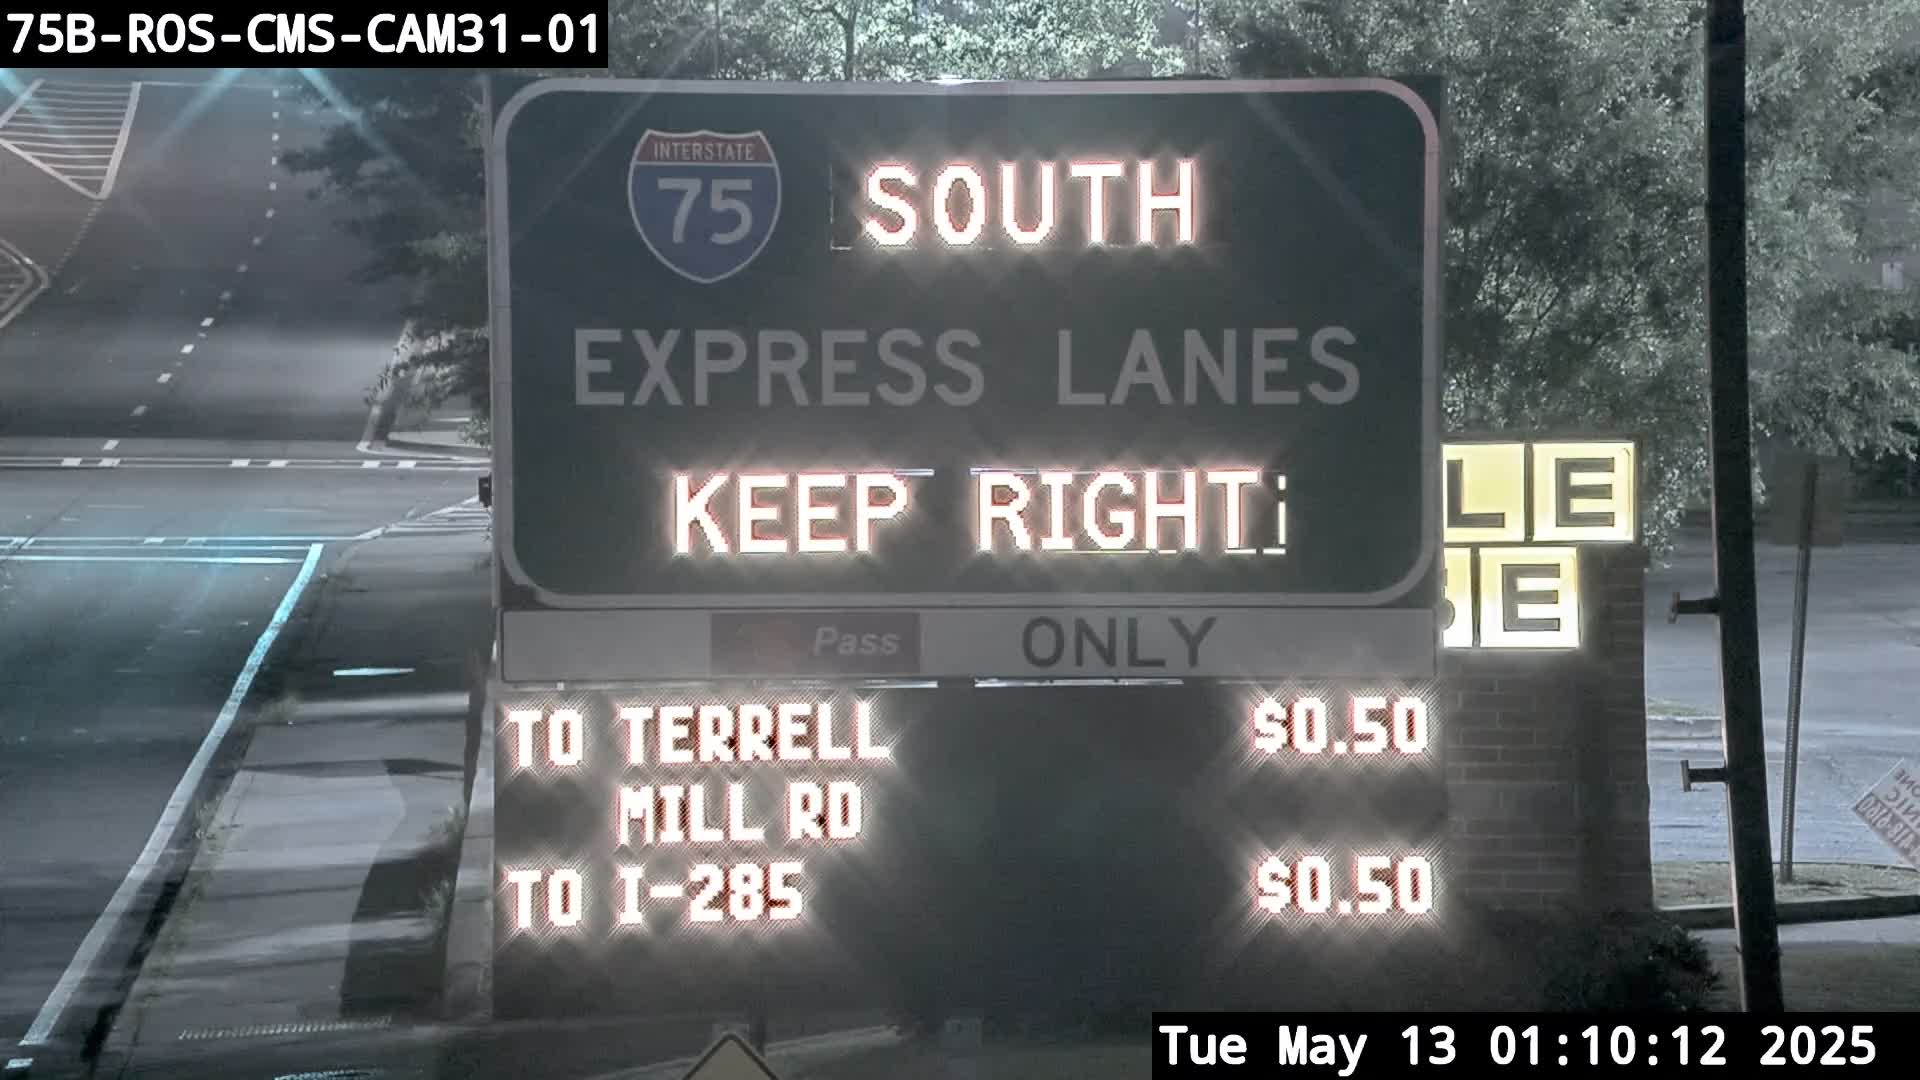 75B-ROS-CMS-CAM31-01
INTERSTATE
75
SOUTH
EXPRESS LANES
KEEP RIGHT
LE
E
Pass ONLY
TO TERRELL $0.50
MILL RD
TO I-285 $0.50
Tue May 13 01:10:12 2025